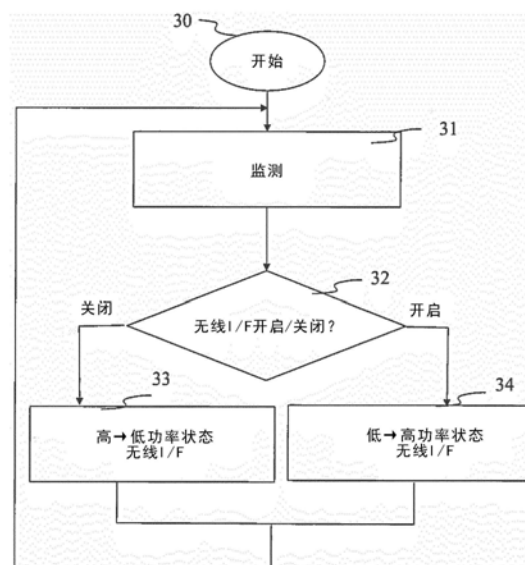 30
开始
31
监测
32
关闭
无线I/F开启/关闭?
开启
33
34
高→低功率状态
无线I/F
低→高功率状态
无线I/F